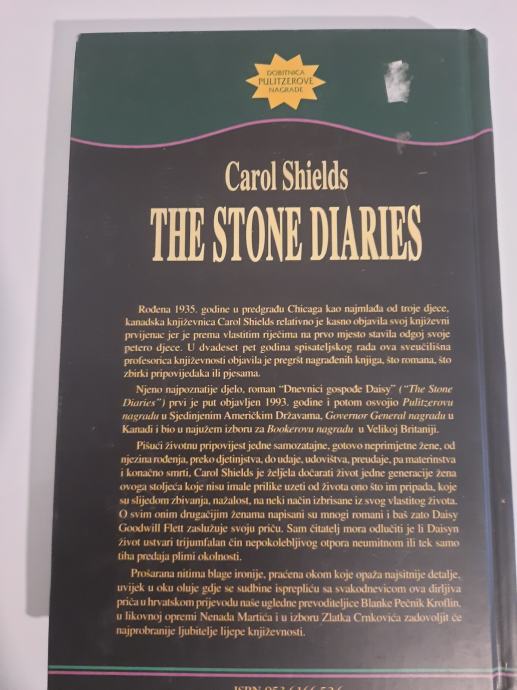 DOBITNICA
PULITZEROVE
NAGRADE
Carol Shields
THE STONE DIARIES
Rođena 1935. godine u predgrađu Chicaga kao najmlađa od troje djece,
kanadska književnica Carol Shields relativno je kasno objavila svoj književni
prvijenac jer je prema vlastitim riječima na prvo mjesto stavila odgoj svoje
petero djece. U dvadeset pet godina spisateljskog rada ova sveučilišna
profesorica književnosti objavila je pregršt nagrađenih knjiga, što romana, što
zbirki pripovijedaka ili pjesama.
Njeno najpoznatije djelo, roman “Dnevnici gospođe Daisy” (“The Stone
Diaries”) prvi je put objavljen 1993. godine i potom osvojio Pulitzerovu
nagradu u Sjedinjenim Američkim Državama, Governor General nagradu u
Kanadi i bio u najužem izboru za Bookerovu nagradu u Velikoj Britaniji.
Pišući životnu pripovijest jedne samozatajne, gotovo neprimjetne žene, od
njezina rođenja, preko djetinjstva, do udaje, udovištva, preudaje, pa materinstva
i konačno smrti, Carol Shields je željela dočarati život jedne generacije žena
ovoga stoljeća koje nisu imale prilike uzeti od života ono što im pripada, koje
su slijedom zbivanja, nažalost, na neki način izbrisane iz svog vlastitog života.
O svim onim drugačijim ženama napisani su mnogi romani i baš zato Daisy
Goodwill Flett zaslužuje svoju priču. Sam čitatelj mora odlučiti je li Daisyn
život ustvari trijumfalan čin nepokolebljivog otpora neumitnom ili tek samo
tiha predaja plimi okolnosti.
Prošarana nitima blage ironije, praćena okom koje opaža najsitnije detalje,
uvijek u oku oluje gdje se sudbine isprepliću sa svakodnevicom ova dirljiva
priča u hrvatskom prijevodu naše ugledne prevoditeljice Blanke Pečnik Kroflin,
u likovnoj opremi Nenada Martića i u izboru Zlatka Crnkovića zadovoljit će
najprobranije ljubitelje lijepe književnosti.
ISBN